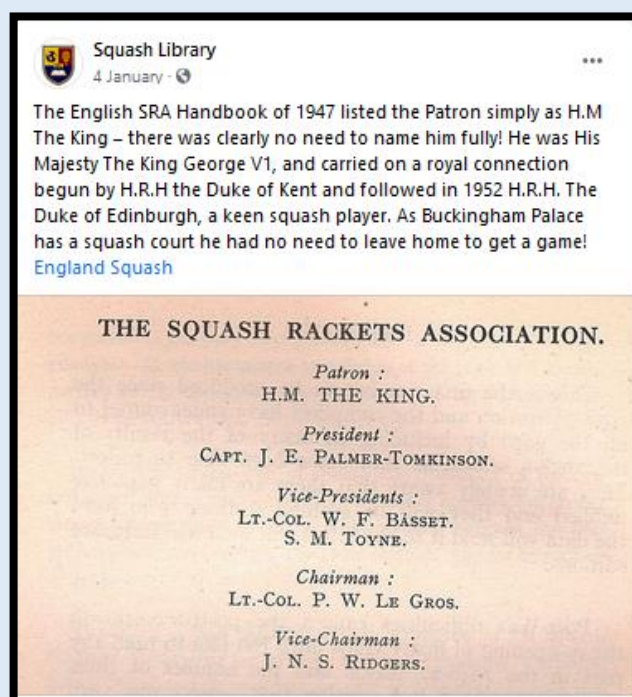 Squash Library
4 January ·
The English SRA Handbook of 1947 listed the Patron simply as H.M
The King – there was clearly no need to name him fully! He was His
Majesty The King George V1, and carried on a royal connection
begun by H.R.H the Duke of Kent and followed in 1952 H.R.H. The
Duke of Edinburgh, a keen squash player. As Buckingham Palace
has a squash court he had no need to leave home to get a game!
England Squash
THE SQUASH RACKETS ASSOCIATION.
Patron :
H.M. THE KING.
President :
CAPT. J. E. PALMER-TOMKINSON.
Vice-Presidents :
LT.-COL. W. F. BASSET.
S. M. TOYNE.
Chairman :
LT.-COL. P. W. LE GROS.
Vice-Chairman :
J. N. S. RIDGERS.